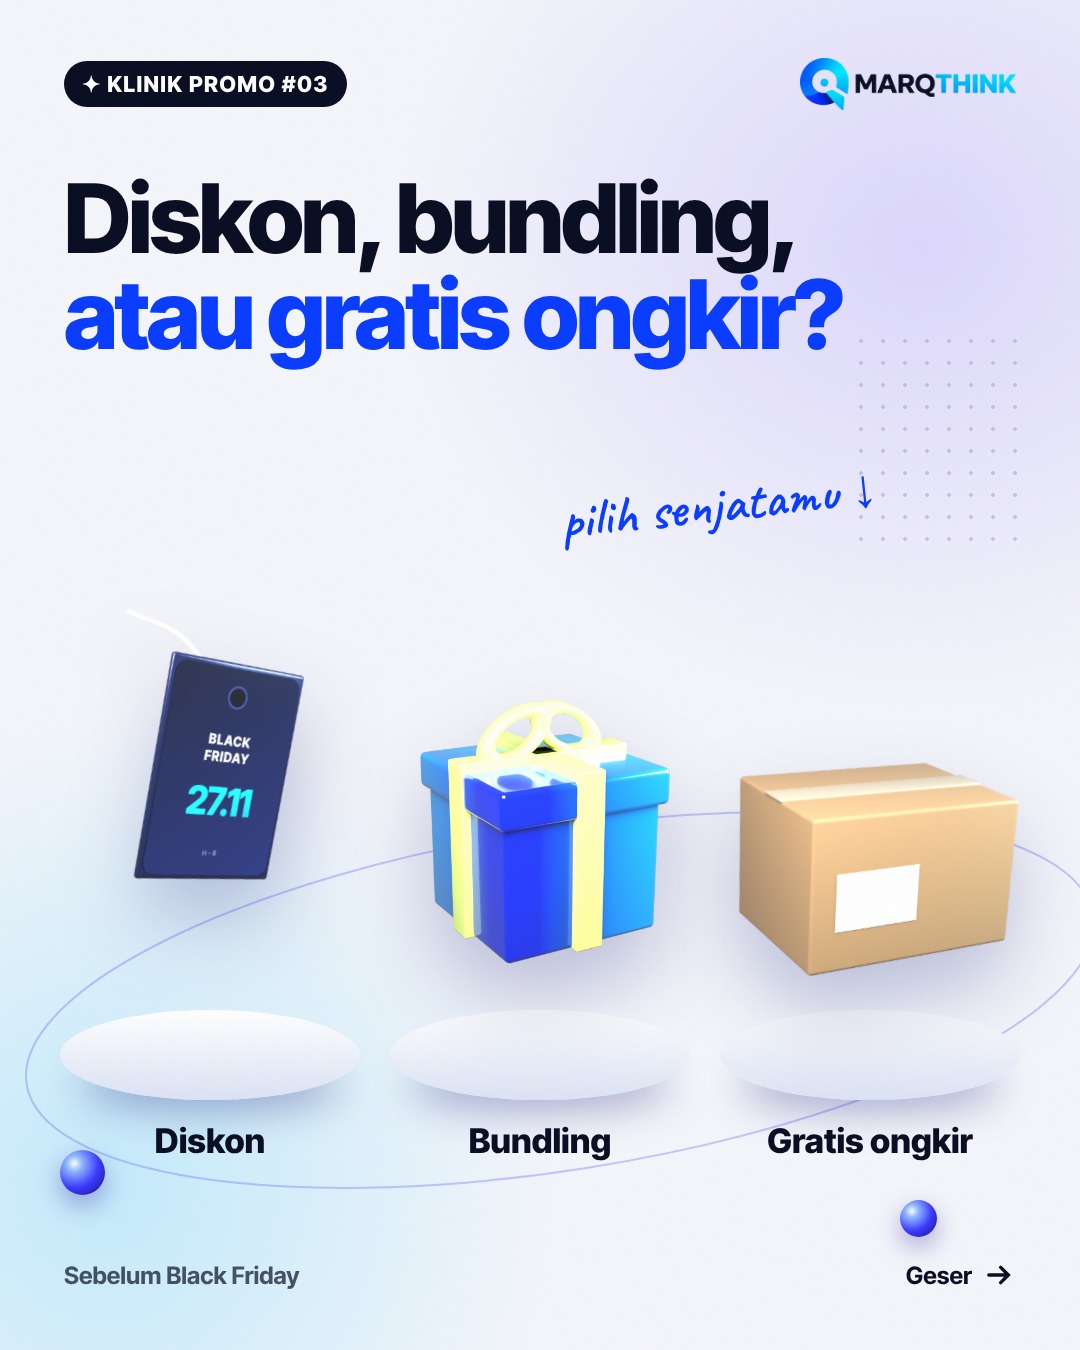 ✦ KLINIK PROMO #03
MARQTHINK
Diskon, bundling,
atau gratis ongkir?
pilih senjatamu ↓
BLACK
FRIDAY
27.11
H-6
Diskon
Bundling
Gratis ongkir
Sebelum Black Friday
Geser →